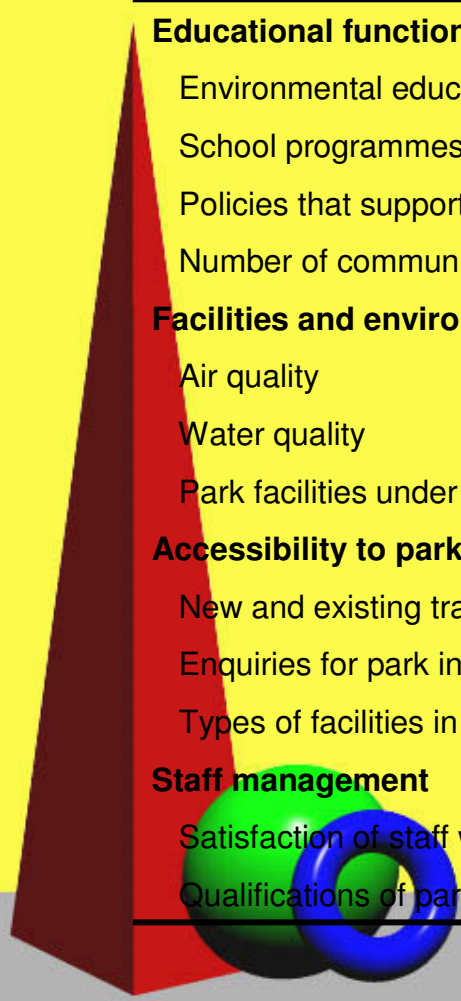 Educational function
Environmental educ
School programmes
Policies that support
Number of commun
Facilities and enviro
Air quality
Water quality
Park facilities under
Accessibility to park
New and existing tra
Enquiries for park in
Types of facilities in
Staff management
Satisfaction of staff
Qualifications of par